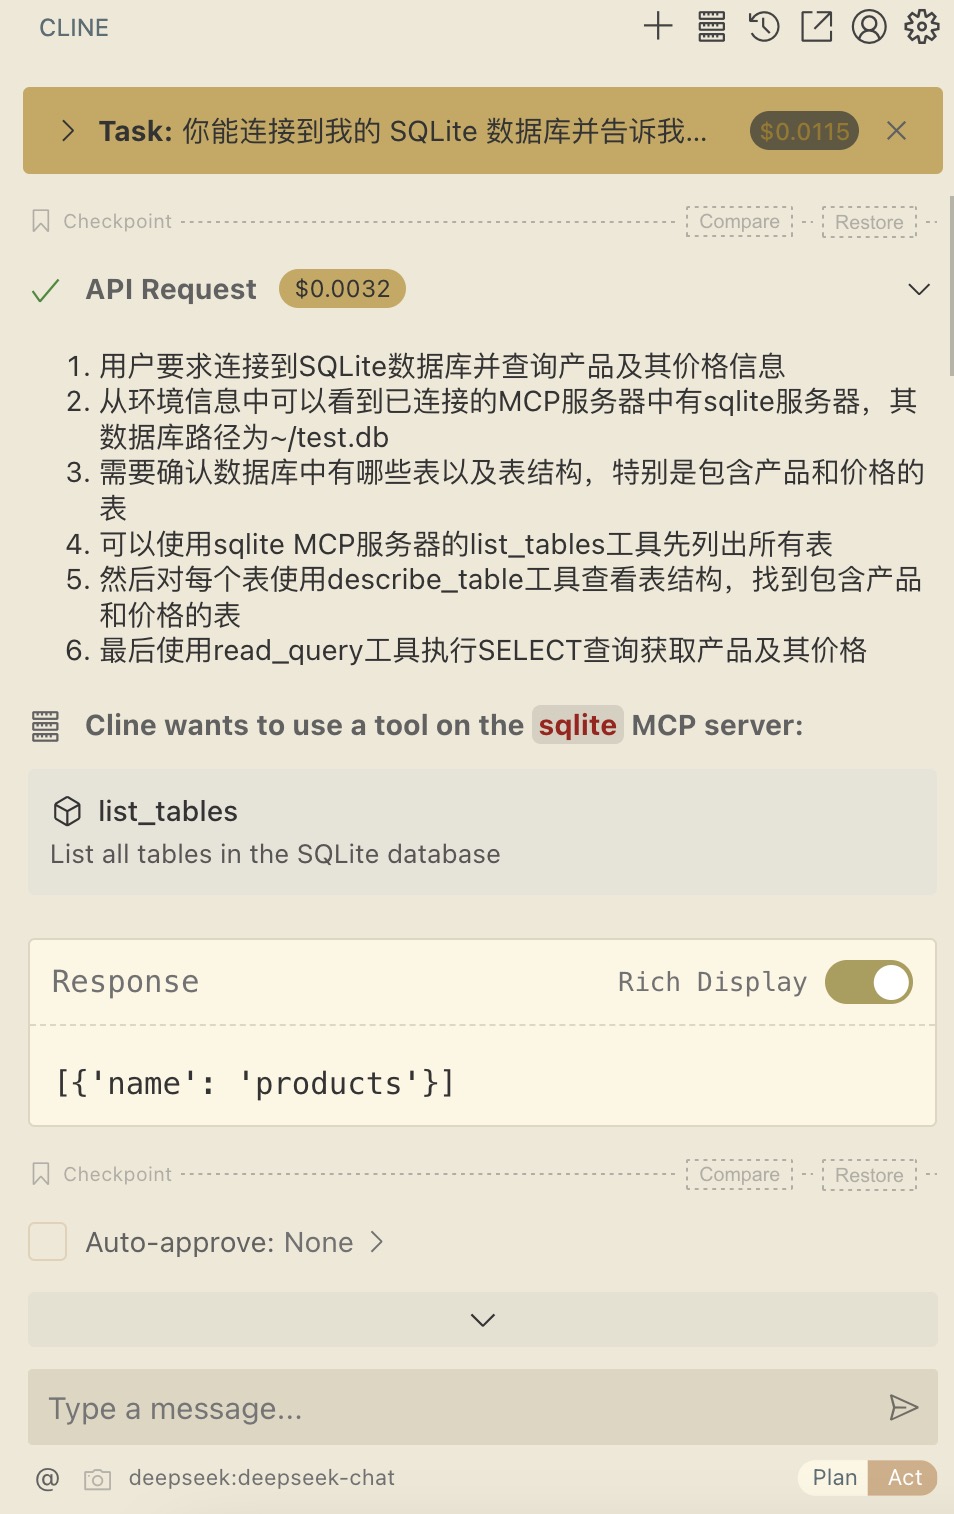 CLINE
Task: 你能连接到我的 SQLite 数据库并告诉我... $0.0115
Checkpoint Compare Restore
API Request $0.0032
1. 用户要求连接到SQLite数据库并查询产品及其价格信息
2. 从环境信息中可以看到已连接的MCP服务器中有sqlite服务器，其
数据库路径为~/test.db
3. 需要确认数据库中有哪些表以及表结构，特别是包含产品和价格的
表
4. 可以使用sqlite MCP服务器的list_tables工具先列出所有表
5. 然后对每个表使用describe_table工具查看表结构，找到包含产品
和价格的表
6. 最后使用read_query工具执行SELECT查询获取产品及其价格
Cline wants to use a tool on the sqlite MCP server:
list_tables
List all tables in the SQLite database
Response Rich Display
[{'name': 'products'}]
Checkpoint Compare Restore
Auto-approve: None
Type a message...
@ deepseek:deepseek-chat Plan Act